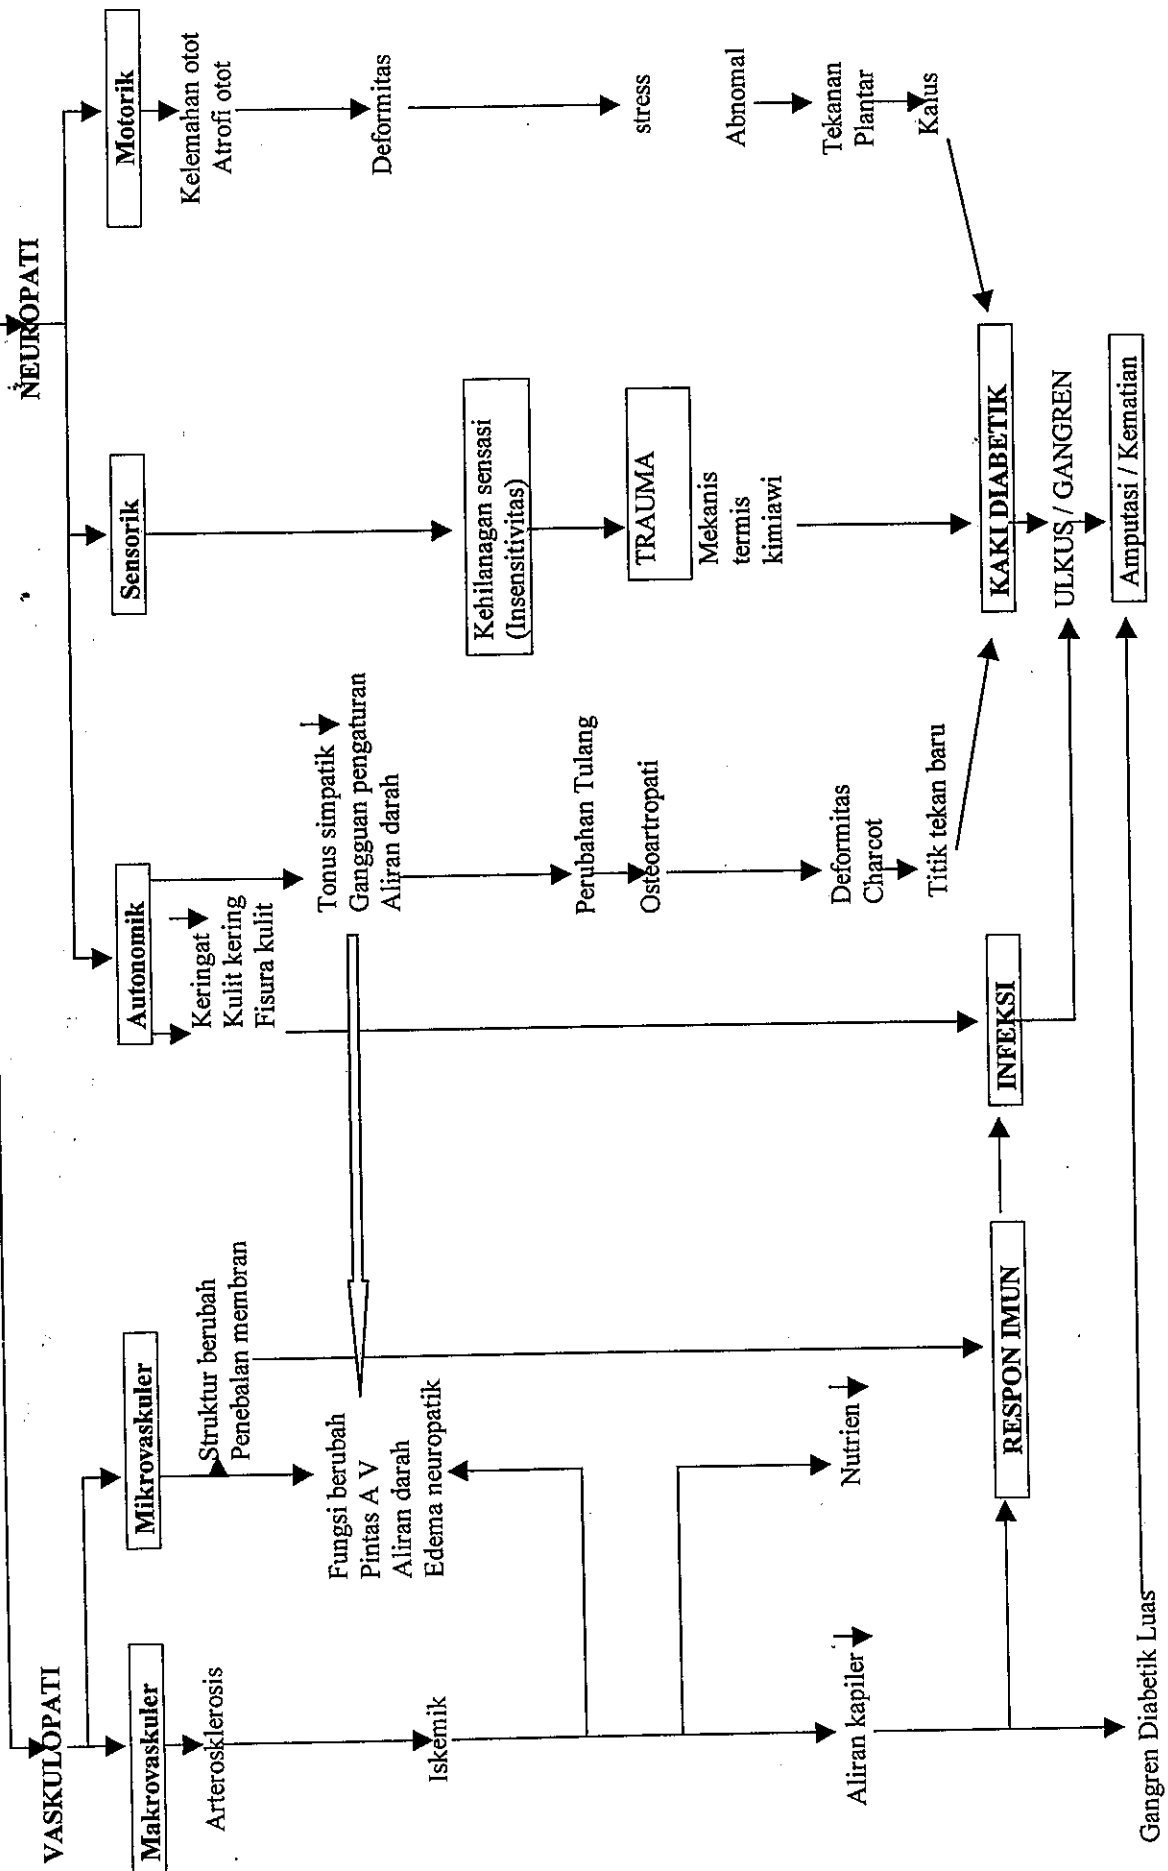 VASKULOPATI
NEUROPATI
Makrovaskuler
Mikrovaskuler
Autonomik
Sensorik
Motorik
Arterosklerosis
Struktur berubah
Penebalan membran
Keringat
Kulit kering
Fisura kulit
Kelemahan otot
Atrofi otot
Fungsi berubah
Pintas A V
Aliran darah
Edema neuropatik
Tonus simpatik
Gangguan pengaturan
Aliran darah
Deformitas
Iskemik
Kehilanagan sensasi
(Insensitivitas)
Perubahan Tulang
Osteoartropati
TRAUMA
Mekanis
termis
kimiawi
stress
Abnomal
Aliran kapiler
Nutrien
Deformitas
Charcot
Titik tekan baru
Tekanan
Plantar
Kalus
RESPON IMUN
INFEKSI
KAKI DIABETIK
ULKUS / GANGREN
Amputasi / Kematian
Gangren Diabetik Luas